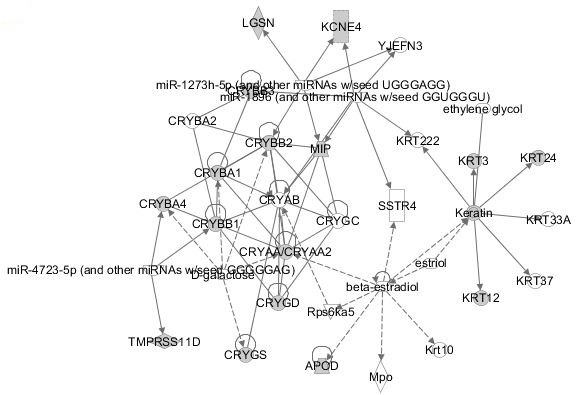 LGSN
KCNE4
YJEFN3
miR-1273h-5p (and other miRNAs w/seed UGGGAGG)
CRYBB3
miR-1896 (and other miRNAs w/seed GGUGGGU)
ethylene glycol
CRYBA2
CRYBB2
MIP
KRT222
KRT3
KRT24
CRYBA1
CRYBA4
CRYAB
SSTR4
Keratin
CRYBB1
CRYGC
KRT33A
CRYAA/CRYAA2
estriol
miR-4723-5p (and other miRNAs w/seed GGGGGAG)
D-galactose
beta-estradiol
KRT37
CRYGD
Rps6ka5
KRT12
TMPRSS11D
CRYGS
APOD
Krt10
Mpo